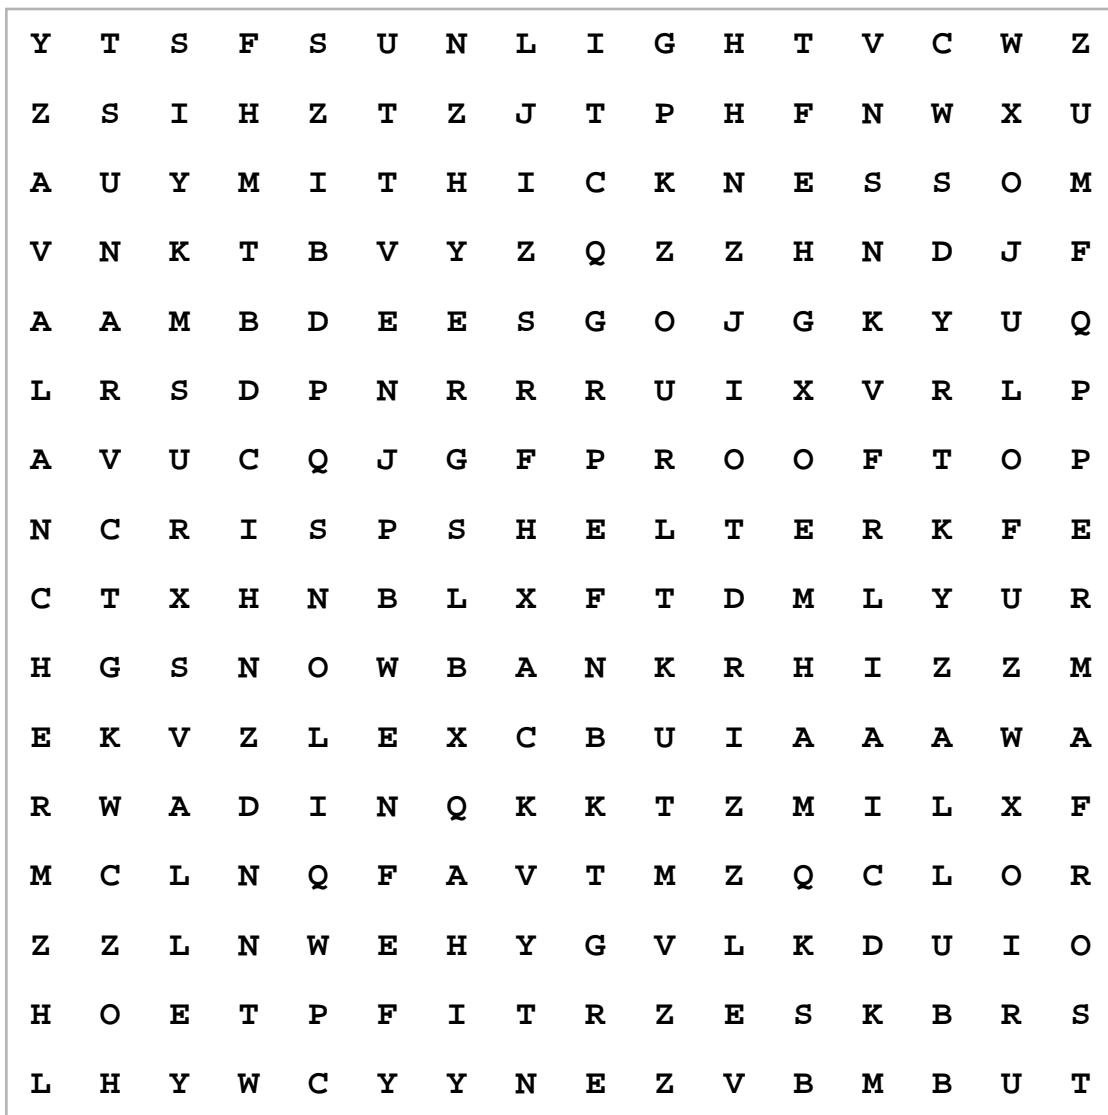 Y T S F S U N L I G H T V C W Z
Z S I H Z T Z J T P H F N W X U
A U Y M I T H I C K N E S S O M
V N K T B V Y Z Q Z Z H N D J F
A A M B D E E S G O J G K Y U Q
L R S D P N R R R U I X V R L P
A V U C Q J G F P R O O F T O P
N C R I S P S H E L T E R K F E
C T X H N B L X F T D M L Y U R
H G S N O W B A N K R H I Z Z M
E K V Z L E X C B U I A A A W A
R W A D I N Q K K T Z M I L X F
M C L N Q F A V T M Z Q C L O R
Z Z L N W E H Y G V L K D U I O
H O E T P F I T R Z E S K B R S
L H Y W C Y Y N E Z V B M B U T